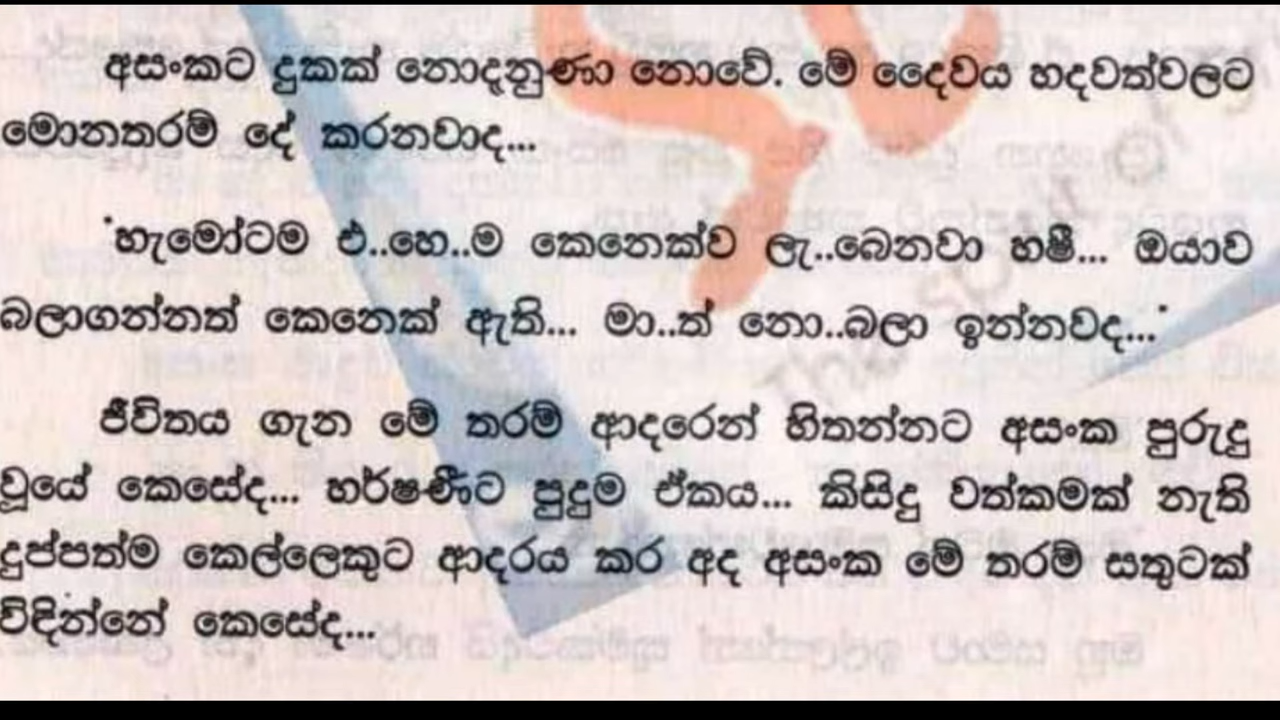 අසංකට දුකක් නොදැනුණා නොවේ. මේ දෛවය හදවත්වලට
මොනතරම් දේ කරනවාද...
'හැමෝටම එ..හෙ..ම කෙනෙක්ව ලැ..බෙනවා හෂී... ඔයාව
බලාගන්නත් කෙනෙක් ඇති... මා..ත් නො..බලා ඉන්නවද...'
ජීවිතය ගැන මේ තරම් ආදරෙන් හිතන්නට අසංක පුරුදු
වූයේ කෙසේද... හර්ෂණීට පුදුම ඒකය... කිසිදු වත්කමක් නැති
දුප්පත්ම කෙල්ලෙකුට ආදරය කර අද අසංක මේ තරම් සතුටක්
විඳින්නේ කෙසේද...